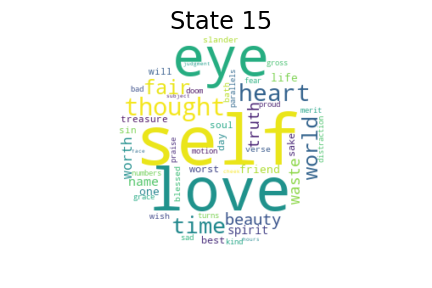 State 15
slander
eye
judgment
gross
will
fear
life
bad
fair
doom
heart
subject
both
parallels
thought
proud
merit
treasure
truth
soul
sin
self
day
sake
world
distraction
praise
motion
verse
worth
worst
friend
waste
numbers
name
one
blessed
love
grace
wish
turns
time
beauty
spirit
sad
best
kind
hours